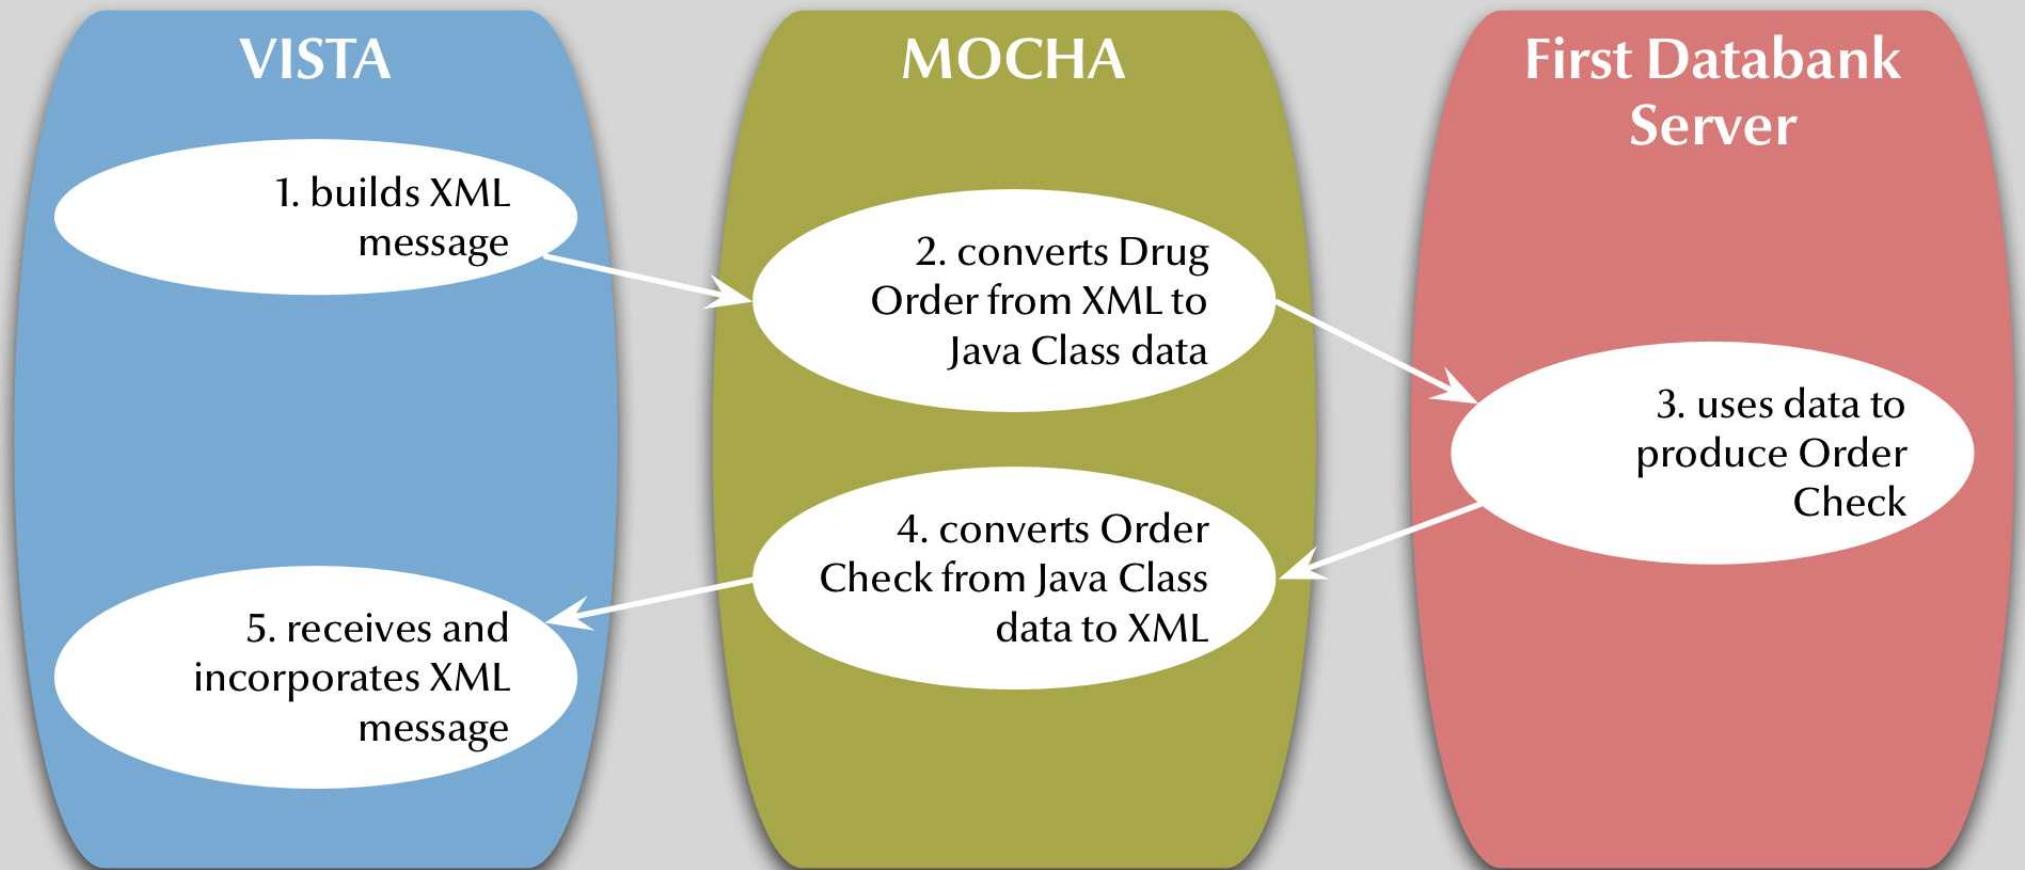 VISTA
1. builds XML
message
5. receives and
incorporates XML
message
MOCHA
2. converts Drug
Order from XML to
Java Class data
4. converts Order
Check from Java Class
data to XML
First Databank
Server
3. uses data to
produce Order
Check